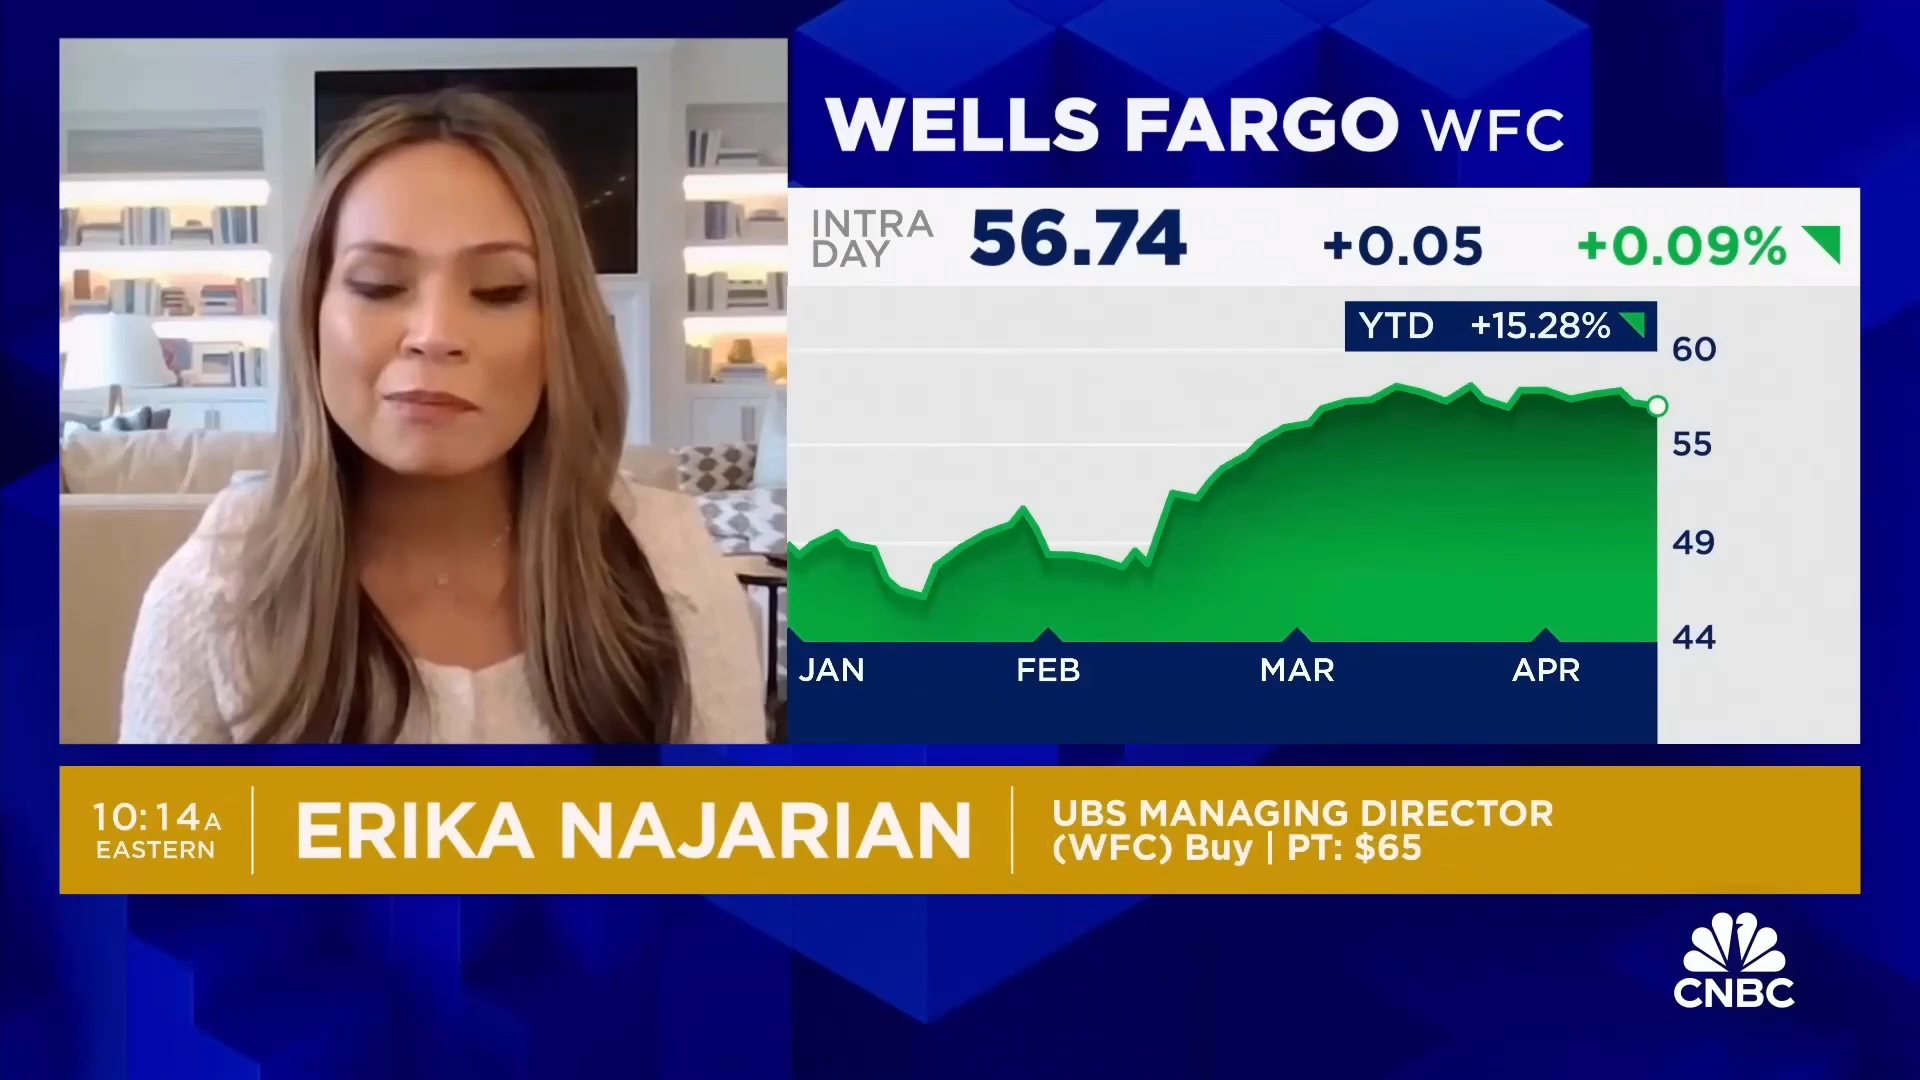 WELLS FARGO WFC
INTRA
DAY
56.74
+0.05
+0.09%
YTD +15.28%
60
55
49
44
JAN
FEB
MAR
APR
10:14A
EASTERN
ERIKA NAJARIAN
UBS MANAGING DIRECTOR
(WFC) Buy | PT: $65
CNBC